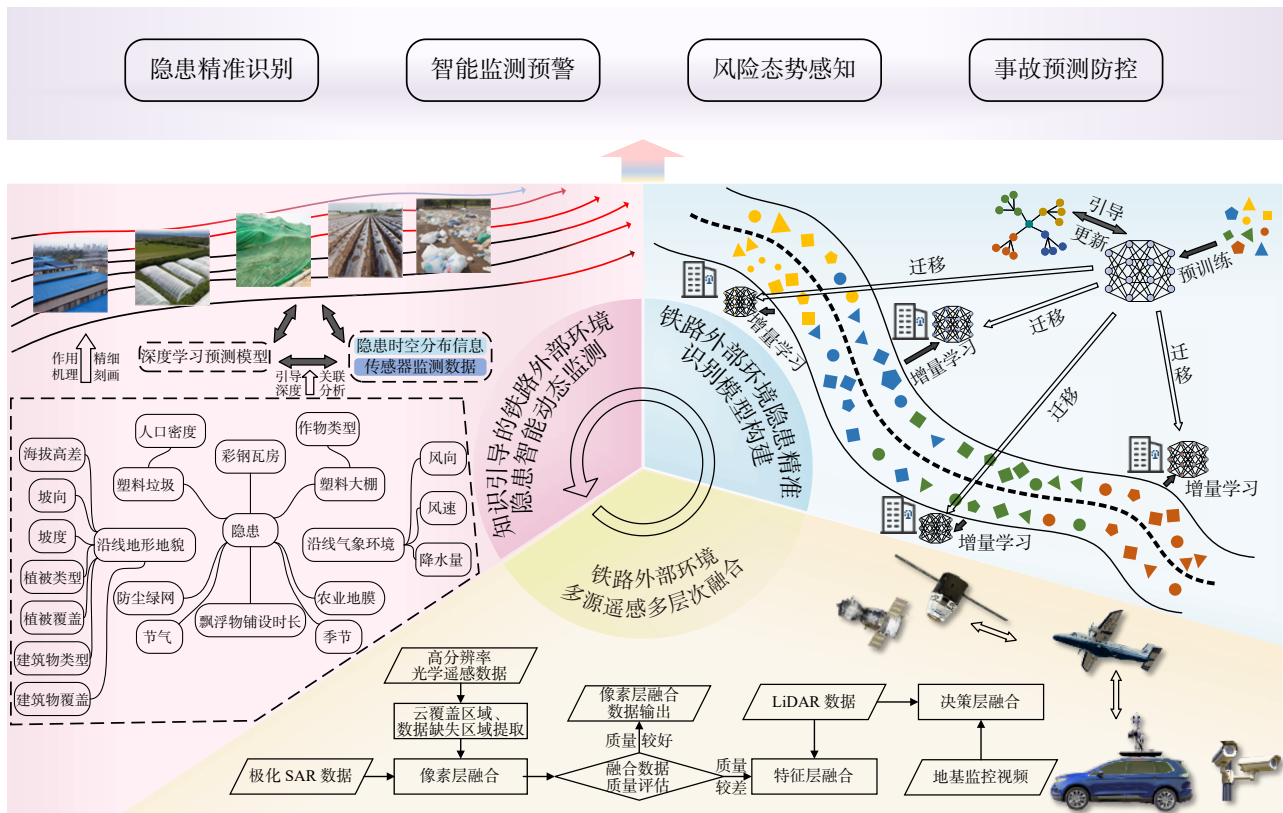 隐患精准识别
智能监测预警
风险态势感知
事故预测防控
作用
机理
精细
刻画
深度学习预测模型
隐患时空分布信息
传感器监测数据
引导
深度
关联
分析
人口密度
作物类型
海拔高差
彩钢瓦房
风向
塑料垃圾
塑料大棚
坡向
风速
坡度
沿线地形地貌
隐患
沿线气象环境
降水量
植被类型
防尘绿网
农业地膜
植被覆盖
飘浮物铺设时长
节气
季节
建筑物类型
建筑物覆盖
知识引导的铁路外部环境
隐患智能动态监测
铁路外部环境隐患精准
识别模型构建
铁路外部环境
多源遥感多层次融合
引导
更新
预训练
迁移
迁移
迁移
迁移
增量学习
增量学习
增量学习
增量学习
高分辨率
光学遥感数据
云覆盖区域、
数据缺失区域提取
像素层融合
数据输出
质量
较好
LiDAR 数据
决策层融合
极化 SAR 数据
像素层融合
融合数据
质量评估
质量
较差
特征层融合
地基监控视频